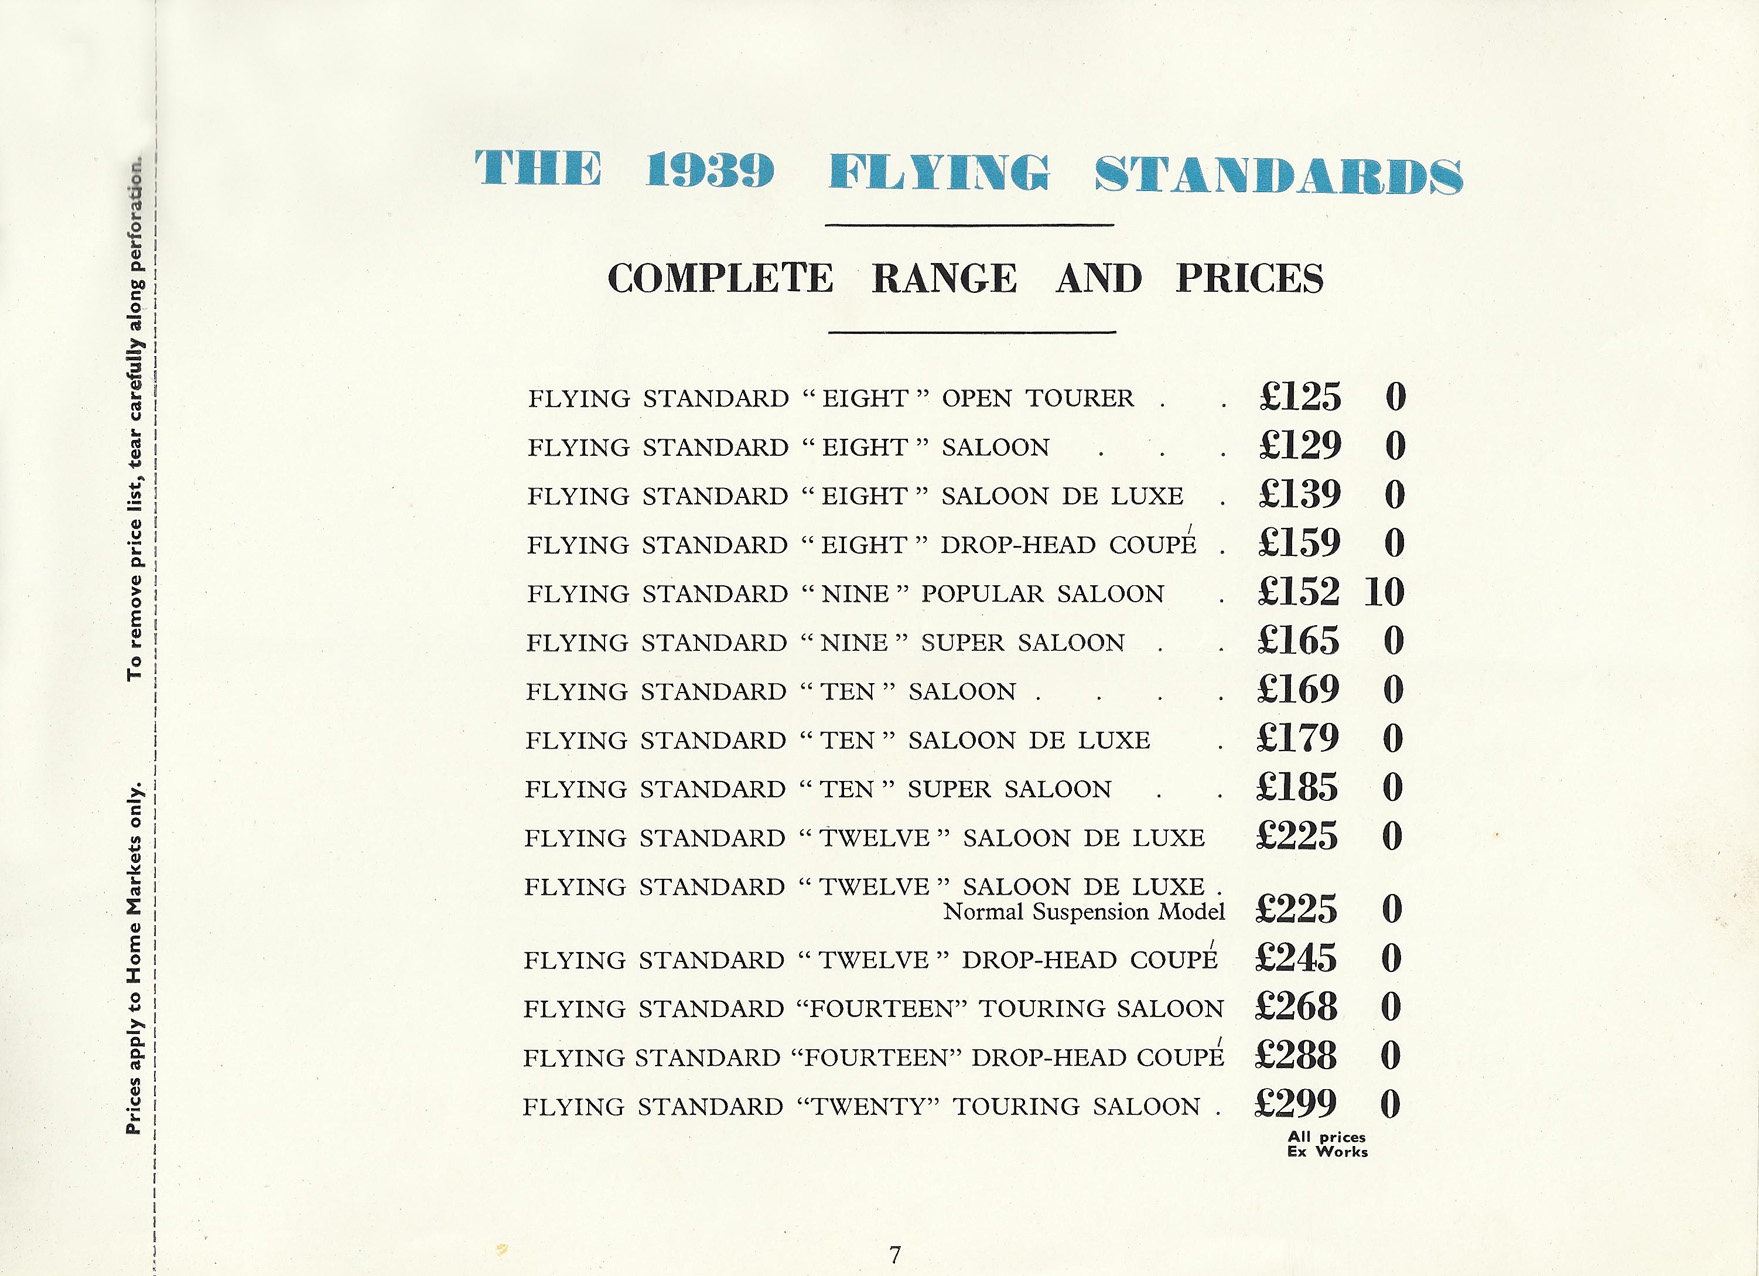 THE 1939 FLYING STANDARDS
COMPLETE RANGE AND PRICES
FLYING STANDARD “EIGHT” OPEN TOURER . . £125 0
FLYING STANDARD “EIGHT” SALOON . . . £129 0
FLYING STANDARD “EIGHT” SALOON DE LUXE . £139 0
FLYING STANDARD “EIGHT” DROP-HEAD COUPÉ . £159 0
FLYING STANDARD “NINE” POPULAR SALOON . £152 10
FLYING STANDARD “NINE” SUPER SALOON . . £165 0
FLYING STANDARD “TEN” SALOON . . . . £169 0
FLYING STANDARD “TEN” SALOON DE LUXE . £179 0
FLYING STANDARD “TEN” SUPER SALOON . . £185 0
FLYING STANDARD “TWELVE” SALOON DE LUXE £225 0
FLYING STANDARD “TWELVE” SALOON DE LUXE .
Normal Suspension Model £225 0
FLYING STANDARD “TWELVE” DROP-HEAD COUPÉ £245 0
FLYING STANDARD “FOURTEEN” TOURING SALOON £268 0
FLYING STANDARD “FOURTEEN” DROP-HEAD COUPÉ £288 0
FLYING STANDARD “TWENTY” TOURING SALOON . £299 0
All prices
Ex Works
7
Prices apply to Home Markets only. To remove price list, tear carefully along perforation.